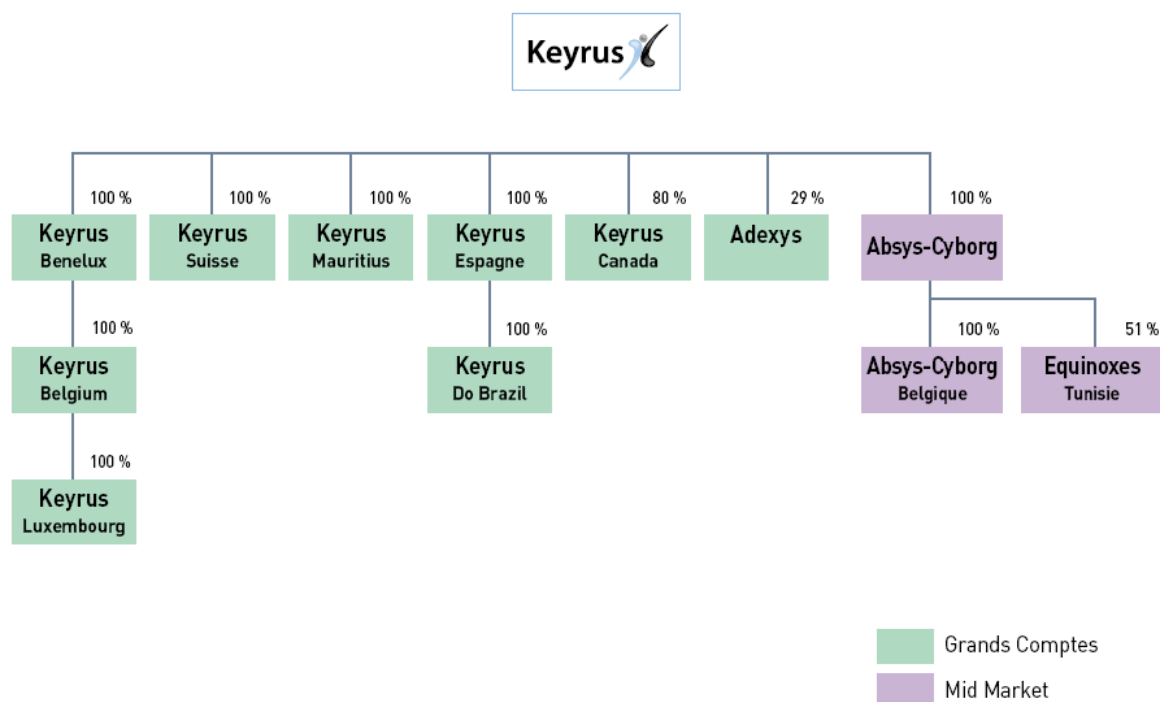 Keyrus
100 %
100 %
100 %
100 %
80 %
29 %
100 %
Keyrus
Benelux
Keyrus
Suisse
Keyrus
Mauritius
Keyrus
Espagne
Keyrus
Canada
Adexys
Absys-Cyborg
100 %
100 %
100 %
51 %
Keyrus
Belgium
Keyrus
Do Brazil
Absys-Cyborg
Belgique
Equinoxes
Tunisie
100 %
Keyrus
Luxembourg
Grands Comptes
Mid Market